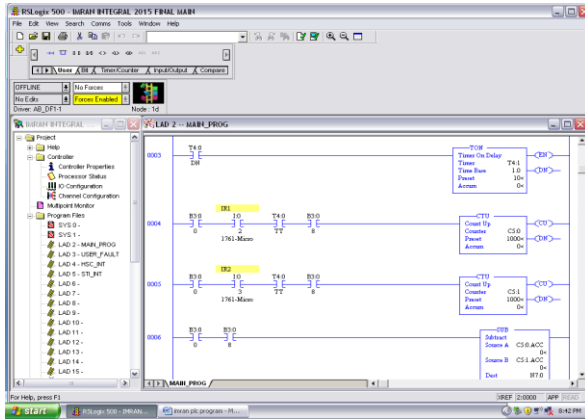 RSLogix 500 - IMRAN INTEGRAL 2015 FINAL MAIN
File Edit View Search Comms Tools Window Help
User Bit Timer/Counter Input/Output Compare
OFFLINE No Forces
No Edits Forces Enabled
Driver: AB_DF1-1 Node: 1d
IMRAN INTEGRAL ...
LAD 2 -- MAIN_PROG
Project
Help
Controller
Controller Properties
Processor Status
IO Configuration
Channel Configuration
Multipoint Monitor
Program Files
SYS 0 -
SYS 1 -
LAD 2 - MAIN_PROG
LAD 3 - USER_FAULT
LAD 4 - HSC_INT
LAD 5 - STI_INT
LAD 6 -
LAD 7 -
LAD 8 -
LAD 9 -
LAD 10 -
LAD 11 -
LAD 12 -
LAD 13 -
LAD 14 -
LAD 15 -
0003
T4:0
DN
TON
Timer On Delay
Timer T4:1
Time Base 1.0
Preset 10<
Accum 0<
EN
DN
IR1
0004
B3:0 I:0 T4:0 B3:0
0 2 TT 8
1761-Micro
CTU
Count Up
Counter C5:0
Preset 1000<
Accum 0<
CU
DN
IR2
0005
B3:0 I:0 T4:0 B3:0
0 3 TT 8
1761-Micro
CTU
Count Up
Counter C5:1
Preset 1000<
Accum 0<
CU
DN
0006
B3:0 B3:0
0 8
SUB
Subtract
Source A C5:0.ACC
0<
Source B C5:1.ACC
0<
Dest N7:0
MAIN_PROG
For Help, press F1
XREF 2:0000 APP READ
start
RSLogix 500 - IMRAN...
imran plc program - M...
8:42 PM